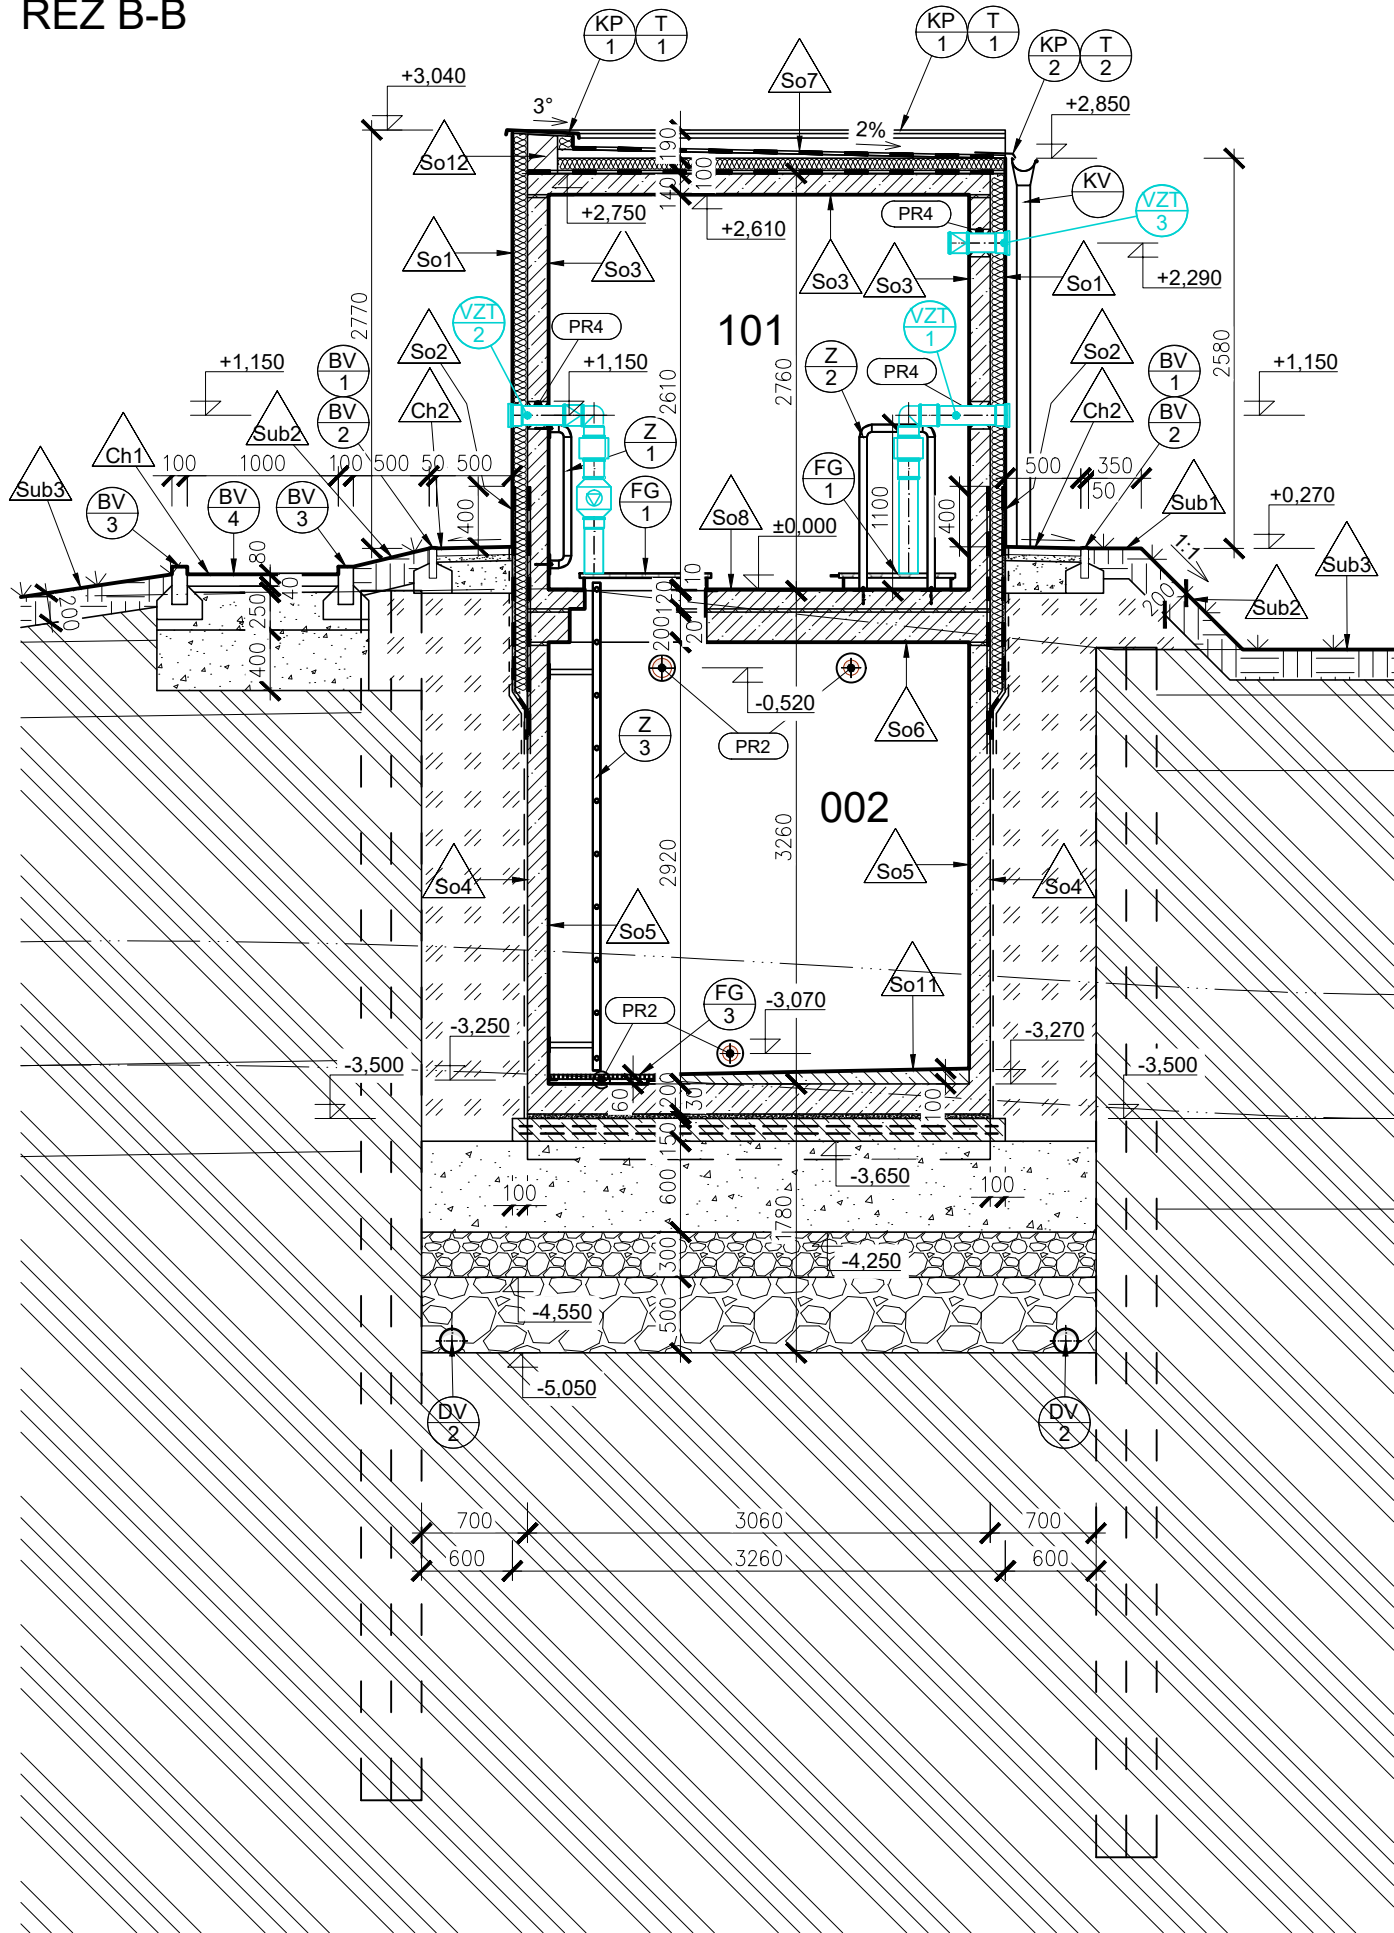 REZ B-B
KP
1
T
1
KP
1
T
1
KP
2
T
2
+3,040
3°
So7
2%
+2,850
So12
190
100
140
KV
+2,750
+2,610
PR4
VZT
3
So1
So3
So3
So3
So1
+2,290
2770
VZT
2
PR4
101
VZT
1
So2
So2
2580
BV
1
+1,150
+1,150
2610
2760
Z
2
PR4
BV
1
+1,150
Sub2
BV
2
Ch2
Ch2
BV
2
Ch1
Z
1
100
1000
100
500
50
500
FG
1
FG
1
500
350
50
Sub3
BV
3
BV
4
BV
3
400
So8
±0,000
1100
400
Sub1
+0,270
1:1
Sub3
80
40
250
200
400
10
120
200
20
200
Sub2
-0,520
So6
Z
3
PR2
002
2920
3260
So4
So5
So5
So4
So11
FG
3
PR2
-3,070
-3,250
-3,270
-3,500
-3,500
60
200
30
100
150
-3,650
100
600
100
1780
300
-4,250
-4,550
500
-5,050
DV
2
DV
2
700
3060
700
600
3260
600